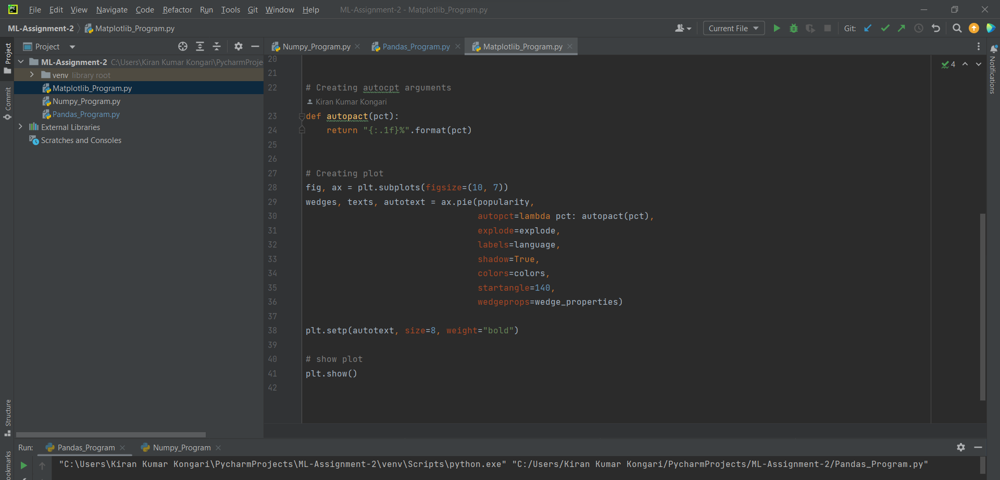 PC File Edit View Navigate Code Refactor Run Tools Git Window Help ML-Assignment-2 - Matplotlib_Program.py
ML-Assignment-2 Matplotlib_Program.py Current File Git:
Project
Project
Commit
Structure
ookmarks
ML-Assignment-2 C:\Users\Kiran Kumar Kongari\PycharmProje
venv library root
Matplotlib_Program.py
Numpy_Program.py
Pandas_Program.py
External Libraries
Scratches and Consoles
Numpy_Program.py Pandas_Program.py Matplotlib_Program.py
4
Notifications
20
21
22 # Creating autocpt arguments
Kiran Kumar Kongari
23 def autopact(pct):
24 return "{:.1f}%".format(pct)
25
26
27 # Creating plot
28 fig, ax = plt.subplots(figsize=(10, 7))
29 wedges, texts, autotext = ax.pie(popularity,
30 autopct=lambda pct: autopact(pct),
31 explode=explode,
32 labels=language,
33 shadow=True,
34 colors=colors,
35 startangle=140,
36 wedgeprops=wedge_properties)
37
38 plt.setp(autotext, size=8, weight="bold")
39
40 # show plot
41 plt.show()
42
Run: Pandas_Program Numpy_Program
"C:\Users\Kiran Kumar Kongari\PycharmProjects\ML-Assignment-2\venv\Scripts\python.exe" "C:/Users/Kiran Kumar Kongari/PycharmProjects/ML-Assignment-2/Pandas_Program.py"